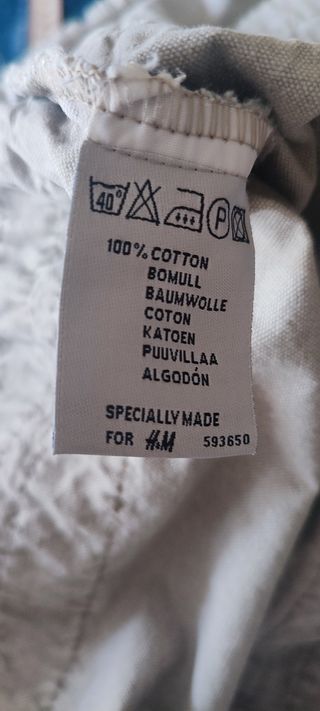 40° P
100% COTTON
BOMULL
BAUMWOLLE
COTON
KATOEN
PUUVILLAA
ALGODÓN
SPECIALLY MADE
FOR H&M 593650